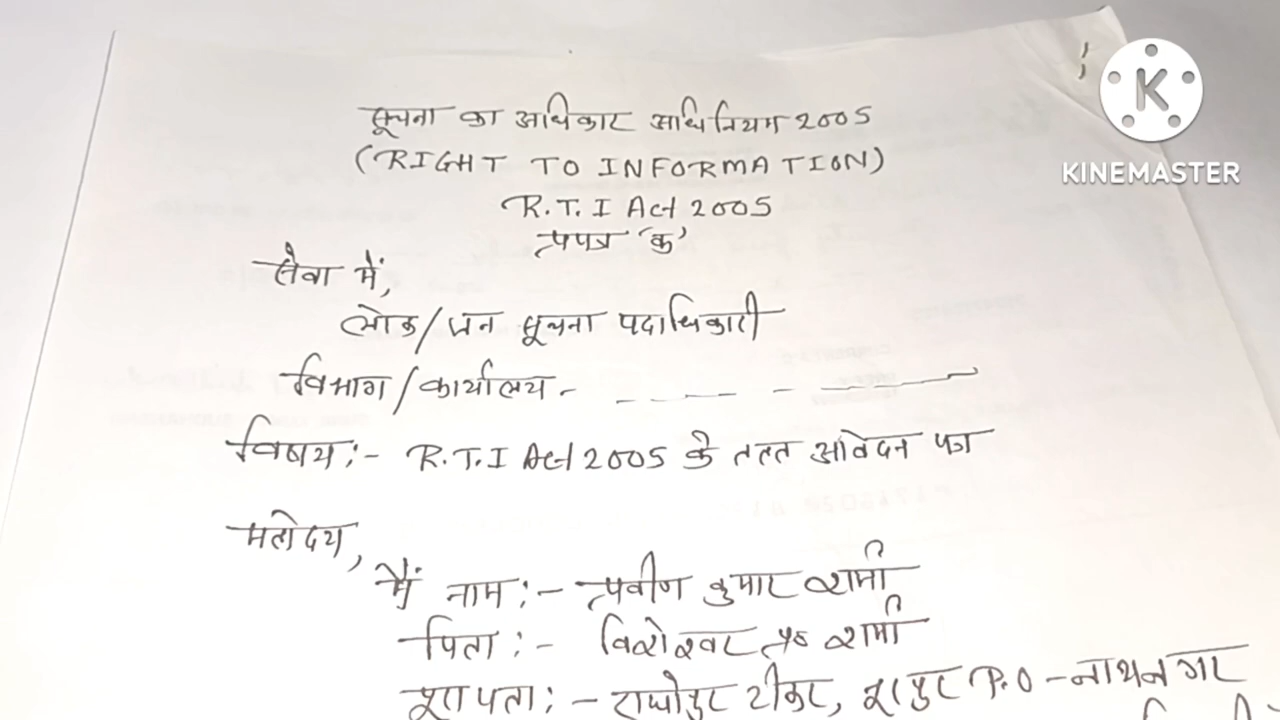 सूचना का अधिकार अधिनियम 2005
(RIGHT TO INFORMATION)
R.T.I Act 2005
प्रपत्र 'क'
सेवा में,
लोक/जन सूचना पदाधिकारी
विभाग/कार्यालय -
विषय:- R.T.I Act 2005 के तहत आवेदन पत्र
महोदय,
मैं नाम:- प्रवीण कुमार शर्मा
पिता:- विशेश्वर प्र० शर्मा
पूरा पता:- राघोपुर टीकर, P.O-नाथनगर
K
KINEMASTER